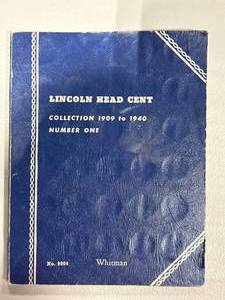 LINCOLN HEAD CENT
COLLECTION 1909 to 1940
NUMBER ONE
No. 9004
Whitman